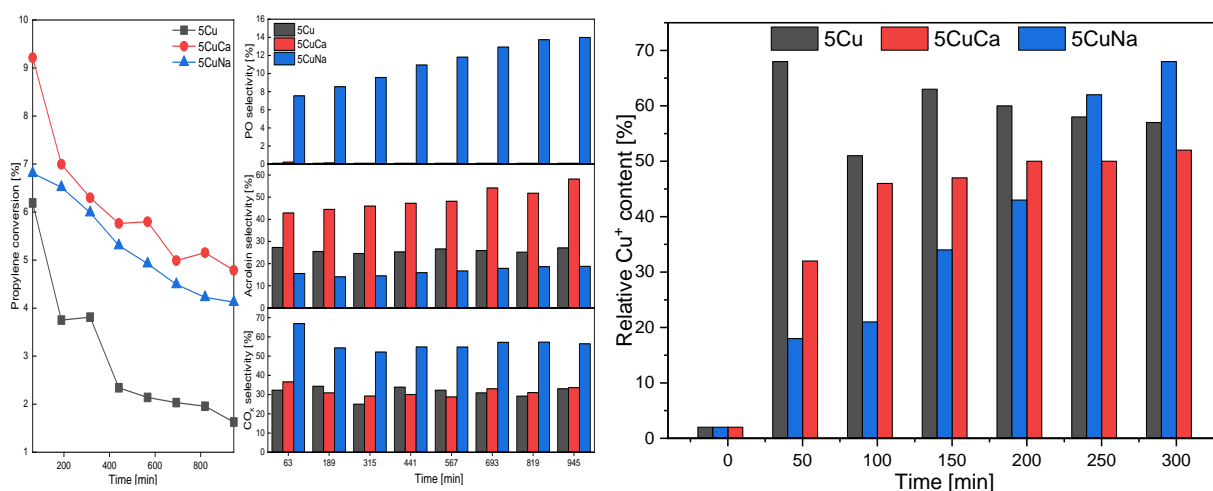 10
9
8
7
6
5
4
3
2
1
Propylene conversion [%]
5Cu
5CuCa
5CuNa
200 400 600 800
Time [min]
16
14
12
10
8
6
4
2
0
PO selectivity [%]
5Cu
5CuCa
5CuNa
60
50
40
30
20
10
0
Acrolein selectivity [%]
70
60
50
40
30
20
10
0
COx selectivity [%]
63 189 315 441 567 693 819 945
Time [min]
5Cu 5CuCa 5CuNa
70
60
50
40
30
20
10
0
Relative Cu⁺ content [%]
0 50 100 150 200 250 300
Time [min]